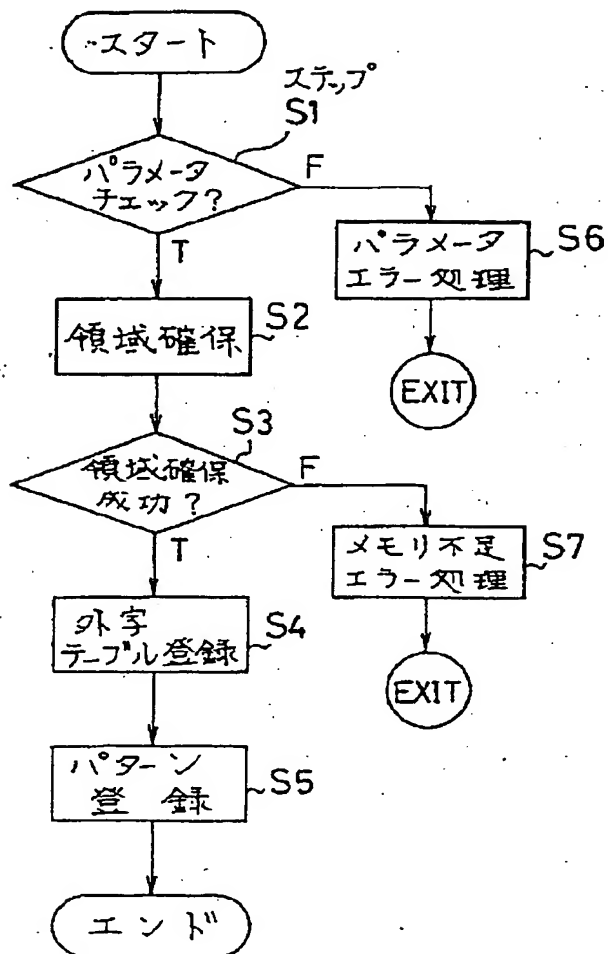 スタート
ステップ
S1
パラメータ
チェック?
F
T
パラメータ
エラー処理
S6
EXIT
領域確保
S2
S3
領域確保
成功?
F
T
メモリ不足
エラー処理
S7
EXIT
外字
テーブル登録
S4
パターン
登録
S5
エンド